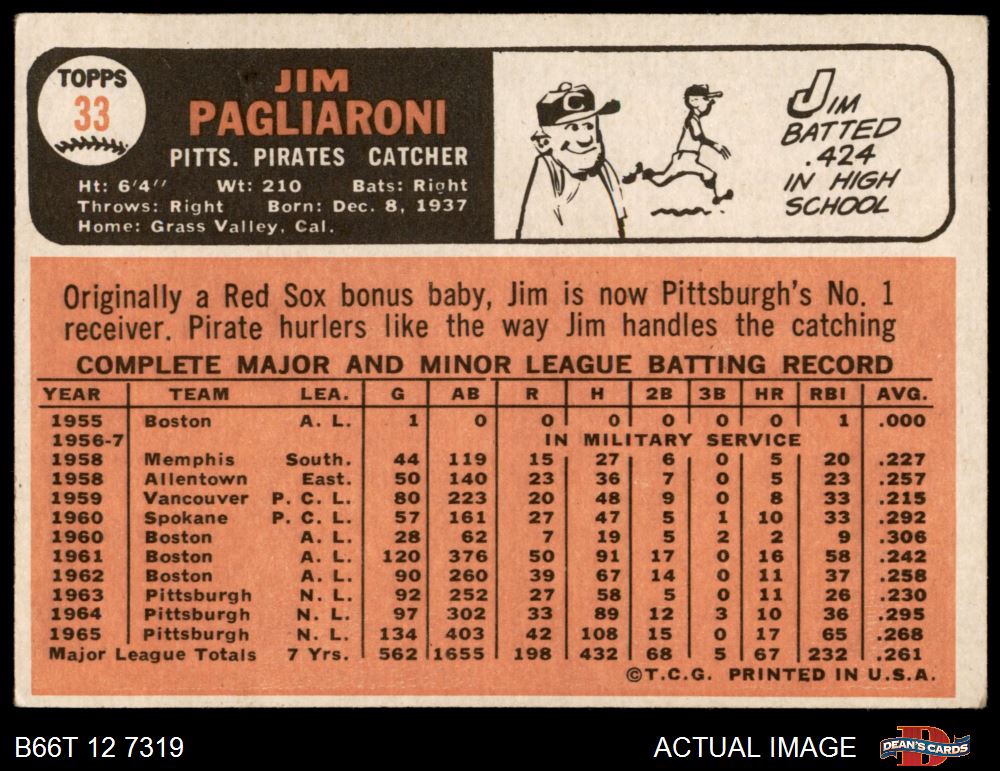 TOPPS
33
JIM
PAGLIARONI
PITTS. PIRATES CATCHER
Ht: 6'4" Wt: 210 Bats: Right
Throws: Right Born: Dec. 8, 1937
Home: Grass Valley, Cal.
C
JIM
BATTED
.424
IN HIGH
SCHOOL
Originally a Red Sox bonus baby, Jim is now Pittsburgh's No. 1
receiver. Pirate hurlers like the way Jim handles the catching
COMPLETE MAJOR AND MINOR LEAGUE BATTING RECORD
YEAR TEAM LEA. G AB R H 2B 3B HR RBI AVG.
1955 Boston A. L. 1 0 0 0 0 0 0 1 .000
1956-7 IN MILITARY SERVICE
1958 Memphis South. 44 119 15 27 6 0 5 20 .227
1958 Allentown East. 50 140 23 36 7 0 5 23 .257
1959 Vancouver P. C. L. 80 223 20 48 9 0 8 33 .215
1960 Spokane P. C. L. 57 161 27 47 5 1 10 33 .292
1960 Boston A. L. 28 62 7 19 5 2 2 9 .306
1961 Boston A. L. 120 376 50 91 17 0 16 58 .242
1962 Boston A. L. 90 260 39 67 14 0 11 37 .258
1963 Pittsburgh N. L. 92 252 27 58 5 0 11 26 .230
1964 Pittsburgh N. L. 97 302 33 89 12 3 10 36 .295
1965 Pittsburgh N. L. 134 403 42 108 15 0 17 65 .268
Major League Totals 7 Yrs. 562 1655 198 432 68 5 67 232 .261
©T.C.G. PRINTED IN U.S.A.
B66T 12 7319
ACTUAL IMAGE
D
DEAN'S CARDS